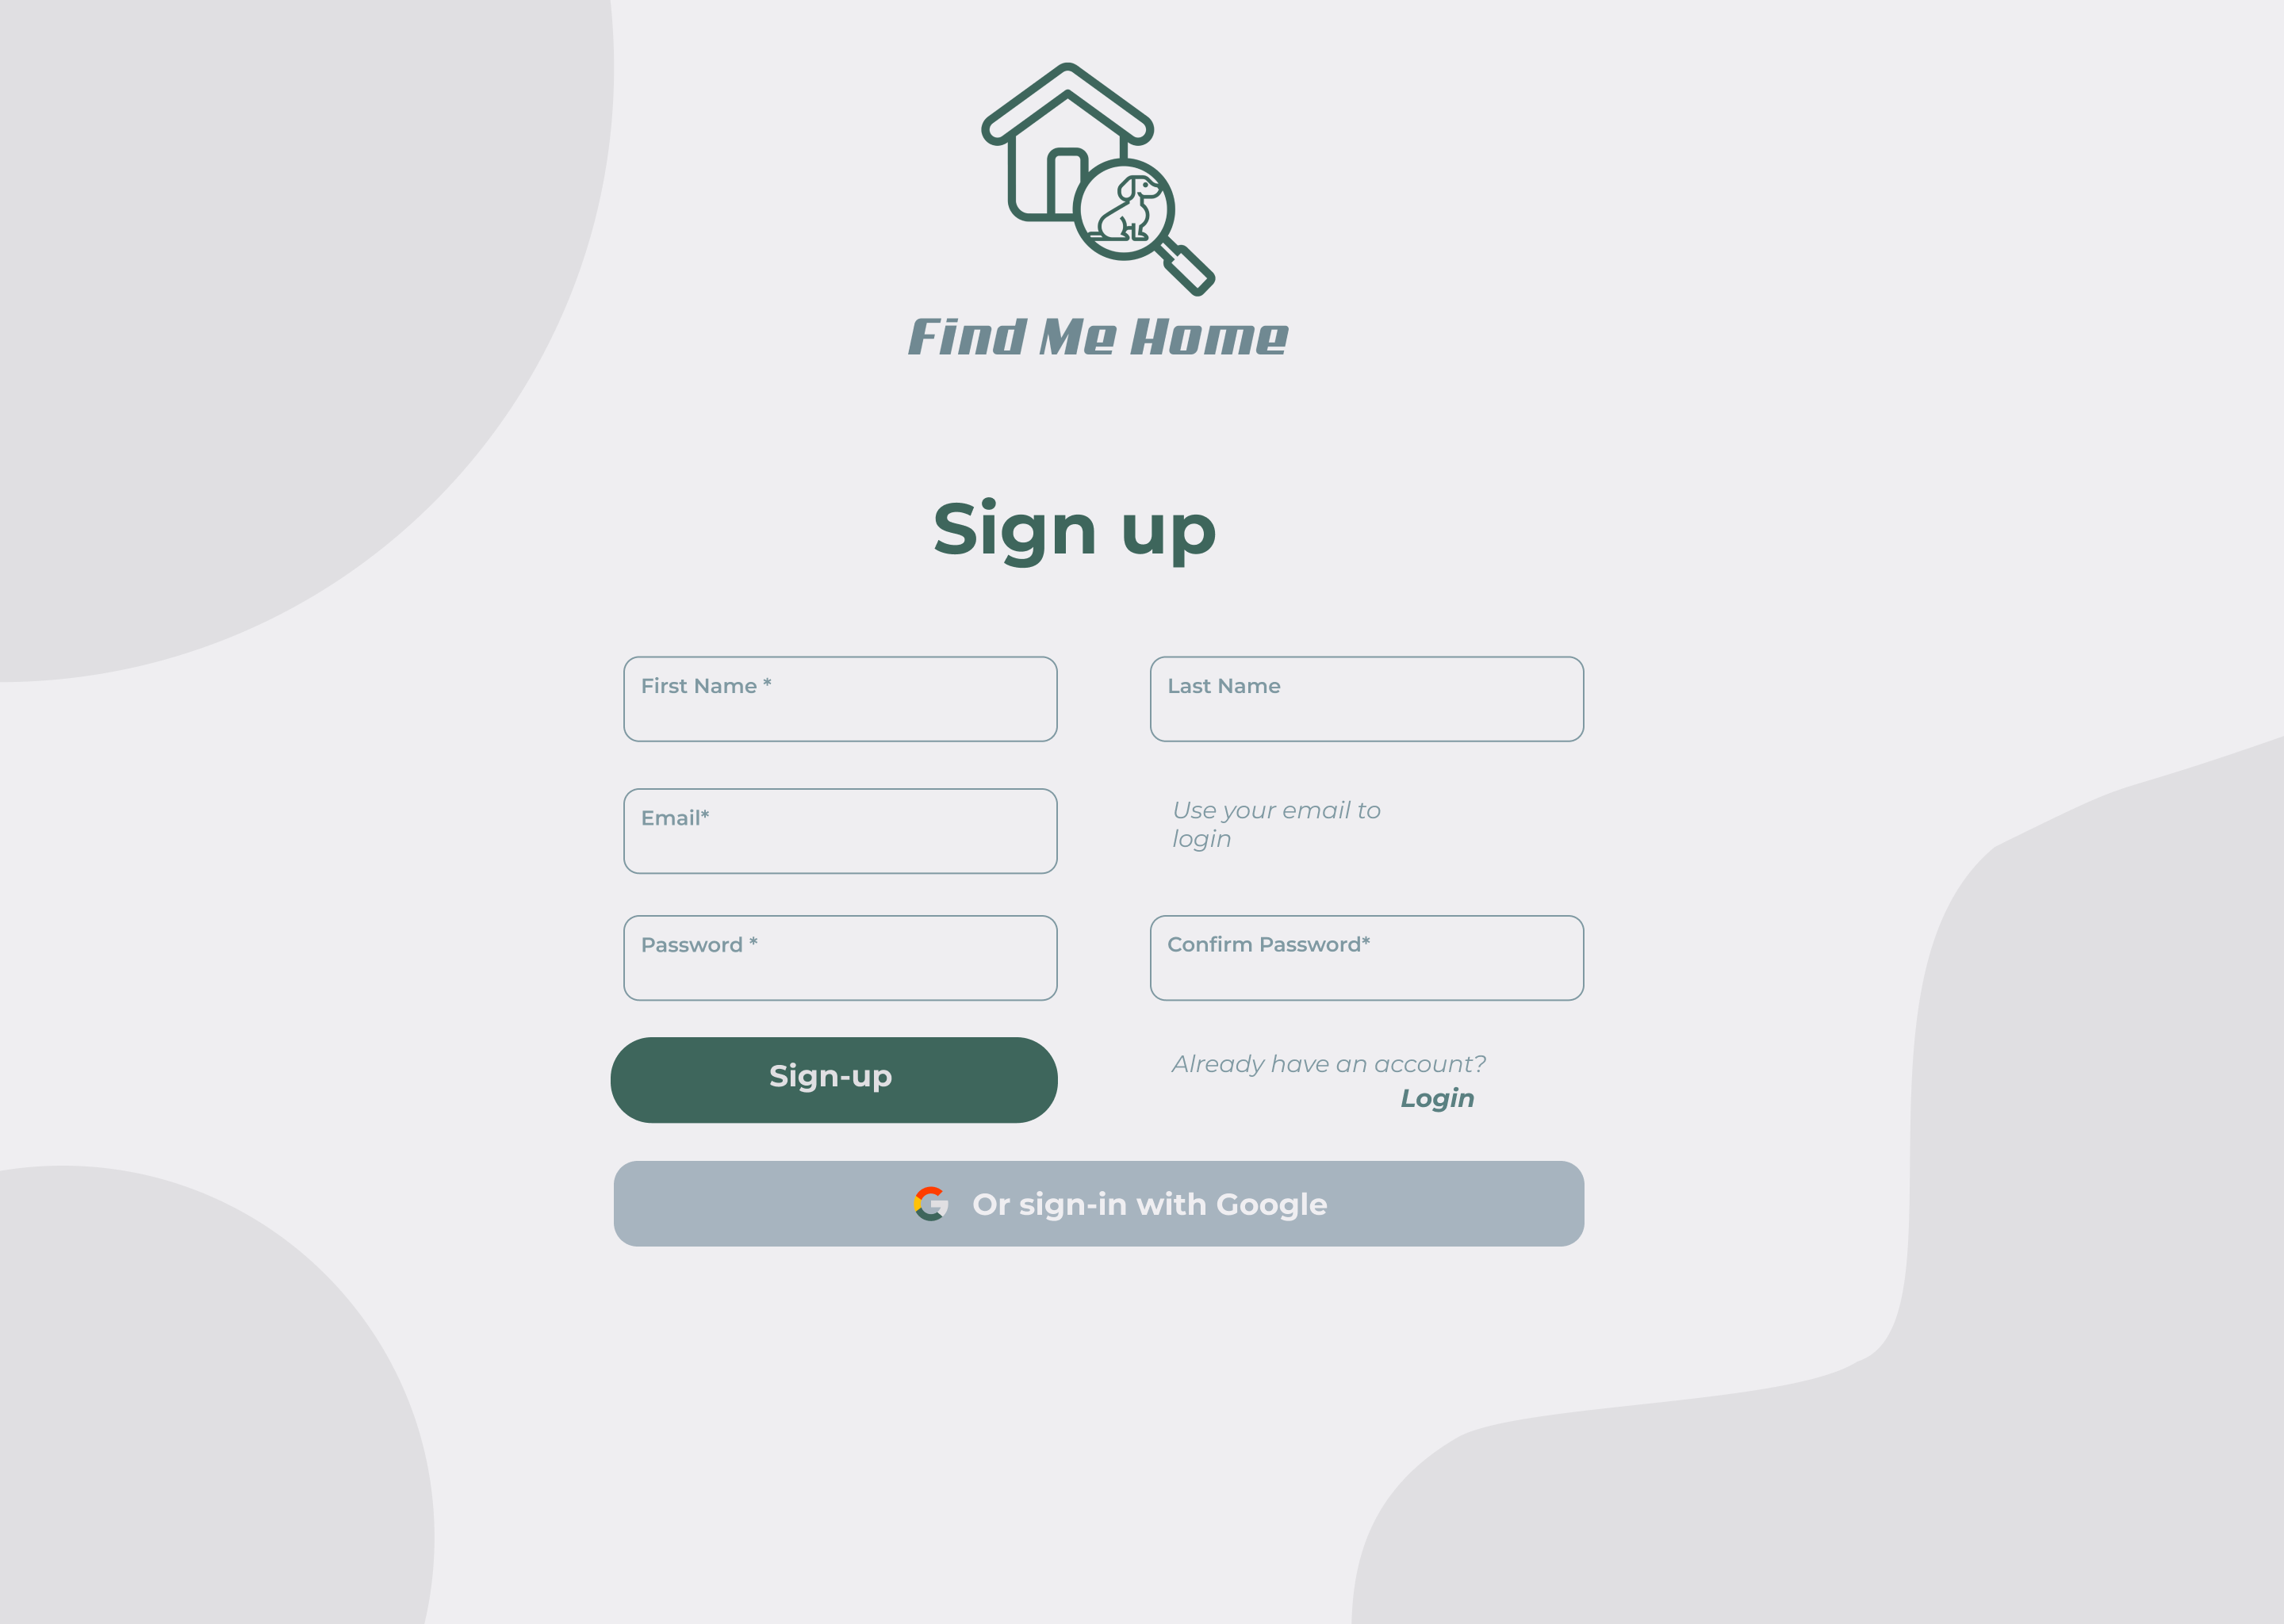 Find Me Home
Sign up
First Name *
Last Name
Email*
Use your email to
login
Password *
Confirm Password*
Sign-up
Already have an account?
Login
Or sign-in with Google